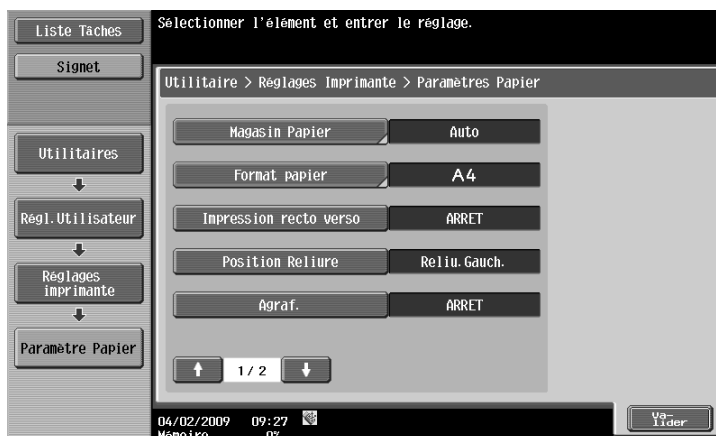 Liste Tâches
Signet
Sélectionner l'élément et entrer le réglage.
Utilitaire > Réglages Imprimante > Paramètres Papier
Utilitaires
Régl.Utilisateur
Réglages
imprimante
Paramètre Papier
Magasin Papier Auto
Format papier A4
Impression recto verso ARRET
Position Reliure Reliu.Gauch.
Agraf. ARRET
1/ 2
04/02/2009 09:27
Mémoire 0%
Va-
lider